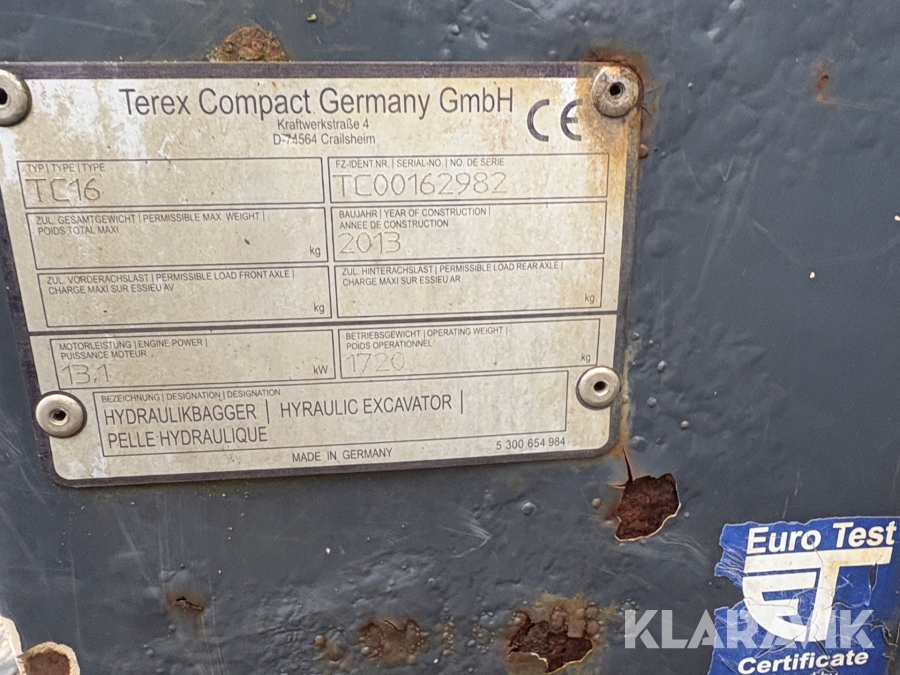 Terex Compact Germany GmbH
Kraftwerkstraße 4
D-74564 Crailsheim
CE
TYP | TYPE | TYPE
TC16
FZ-IDENT.NR. | SERIAL-NO. | NO. DE SERIE
TC00162982
ZUL. GESAMTGEWICHT | PERMISSIBLE MAX. WEIGHT |
POIDS TOTAL MAXI
kg
BAUJAHR | YEAR OF CONSTRUCTION |
ANNEE DE CONSTRUCTION
2013
ZUL. VORDERACHSLAST | PERMISSIBLE LOAD FRONT AXLE |
CHARGE MAXI SUR ESSIEU AV
kg
ZUL. HINTERACHSLAST | PERMISSIBLE LOAD REAR AXLE |
CHARGE MAXI SUR ESSIEU AR
kg
MOTORLEISTUNG | ENGINE POWER |
PUISSANCE MOTEUR
13.1
kW
BETRIEBSGEWICHT | OPERATING WEIGHT |
POIDS OPERATIONNEL
1720
kg
BEZEICHNUNG | DESIGNATION | DESIGNATION
HYDRAULIKBAGGER | HYRAULIC EXCAVATOR |
PELLE HYDRAULIQUE
5 300 654 984
MADE IN GERMANY
Euro Test
ET
Certificate
KLARAVIK